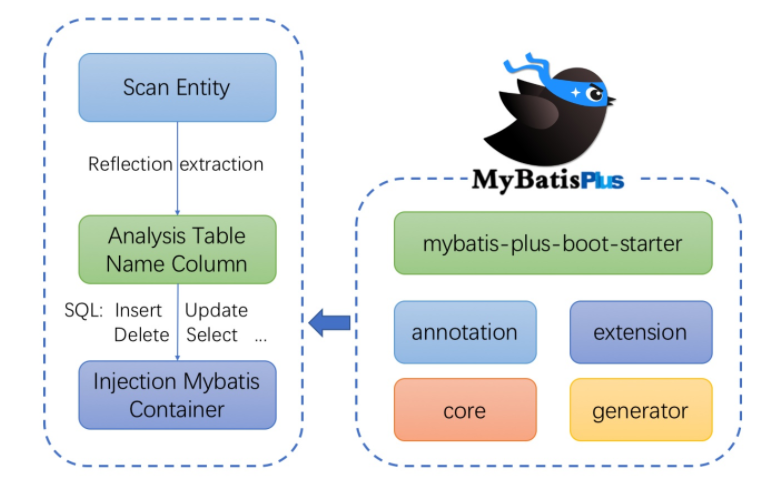 Scan Entity
Reflection extraction
Analysis Table
Name Column
SQL: Insert Update
Delete Select ...
Injection Mybatis
Container
MyBatisPlus
mybatis-plus-boot-starter
annotation
extension
core
generator